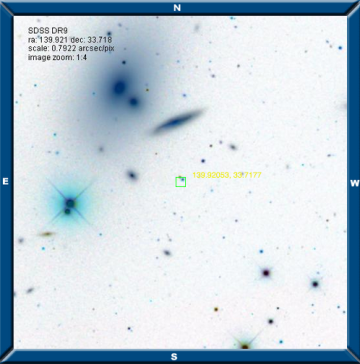 N
SDSS DR9
ra: 139.921 dec: 33.718
scale: 0.7922 arcsec/pix
image zoom: 1:4
E
W
S